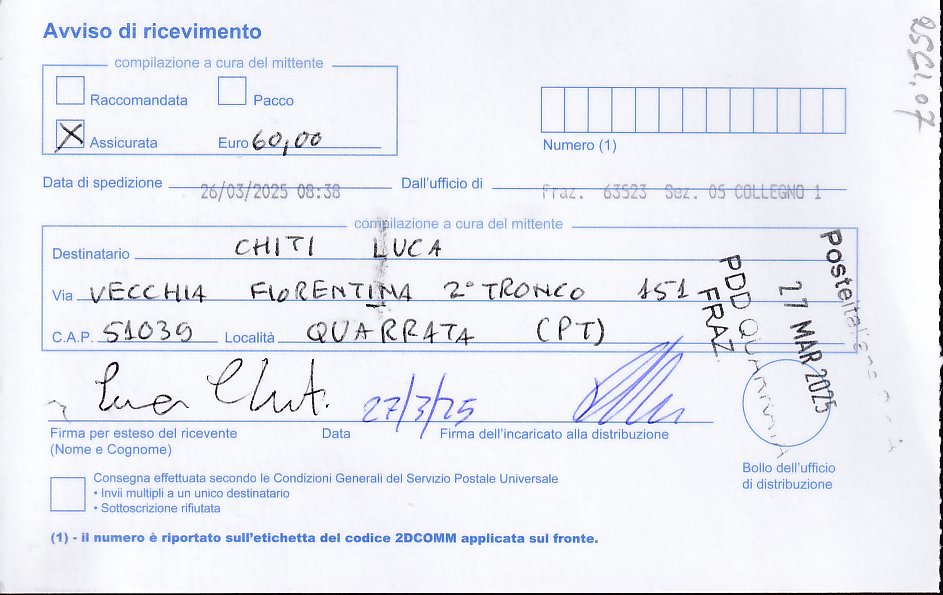 Avviso di ricevimento
compilazione a cura del mittente
Raccomandata Pacco
Assicurata Euro 60,00
Numero (1)
Data di spedizione 26/03/2025 08:38 Dall'ufficio di Fraz. 63523 Sez. 05 COLLEGNO 1
compilazione a cura del mittente
Destinatario CHITI LUCA
Via VECCHIA FIORENTINA 2° TRONCO 151
C.A.P. 51039 Località QUARRATA (PT)
Luca Chiti 27/3/25
Firma per esteso del ricevente Data Firma dell'incaricato alla distribuzione
(Nome e Cognome)
Posteitaliane
27 MAR 2025
PDD QUARRATA
FRAZ
Bollo dell'ufficio
di distribuzione
Consegna effettuata secondo le Condizioni Generali del Servizio Postale Universale
• Invii multipli a un unico destinatario
• Sottoscrizione rifiutata
(1) - il numero è riportato sull'etichetta del codice 2DCOMM applicata sul fronte.